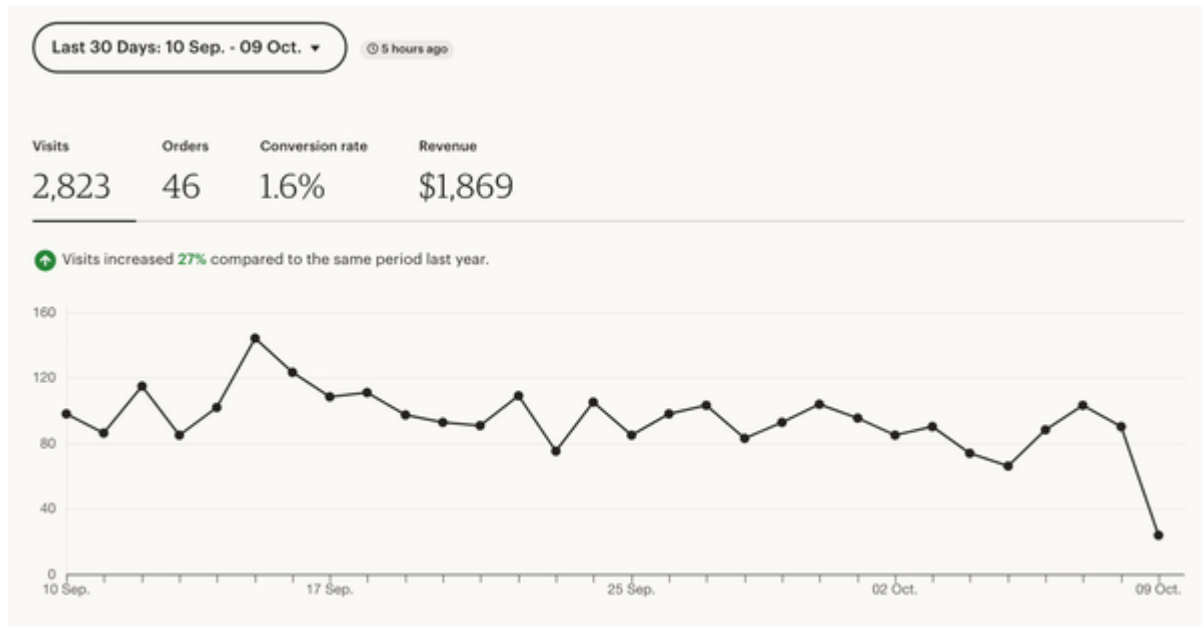 Last 30 Days: 10 Sep. - 09 Oct.
5 hours ago
Visits Orders Conversion rate Revenue
2,823 46 1.6% $1,869
Visits increased 27% compared to the same period last year.
160
120
80
40
0
10 Sep. 17 Sep. 25 Sep. 02 Oct. 09 Oct.